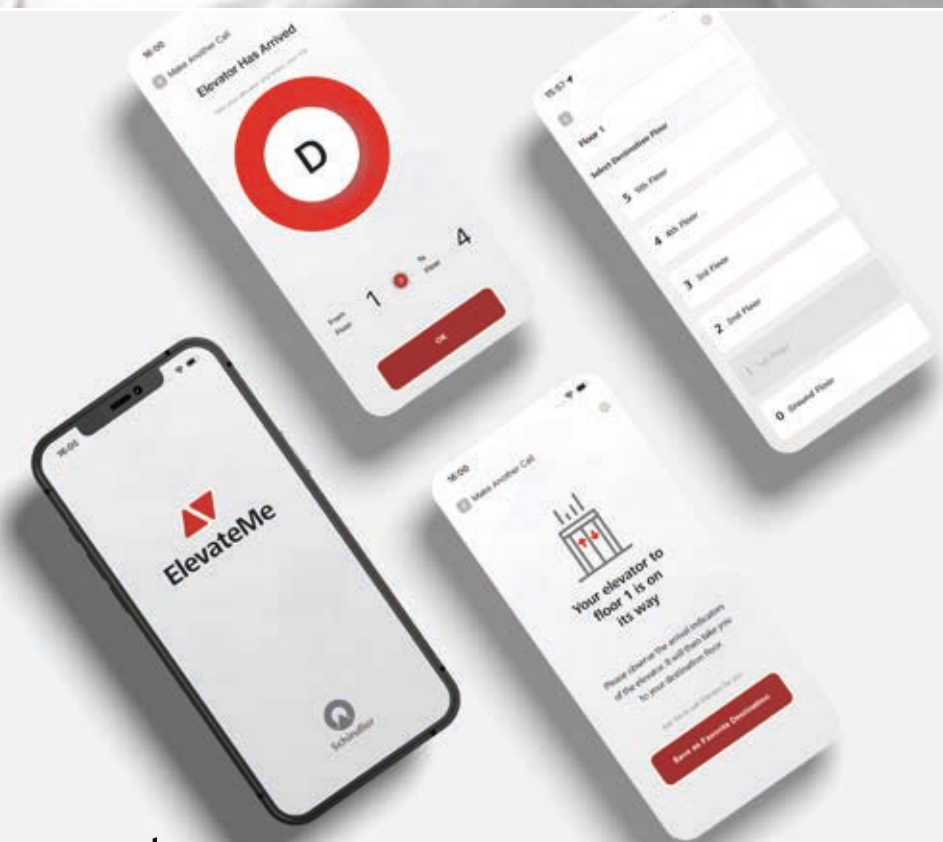 16:00
Make Another Call
Elevator Has Arrived
D
From
Floor
1
To
Floor
4
OK
15:57
Floor 1
Select Destination Floor
5 5th Floor
4 4th Floor
3 3rd Floor
2 2nd Floor
0 Ground Floor
16:00
ElevateMe
Schindler
16:00
Make Another Call
Your elevator to
floor 1 is on
its way
Please observe the arrival indicators
of the elevator. It will then take you
to your destination floor.
Save as Favorite Destination